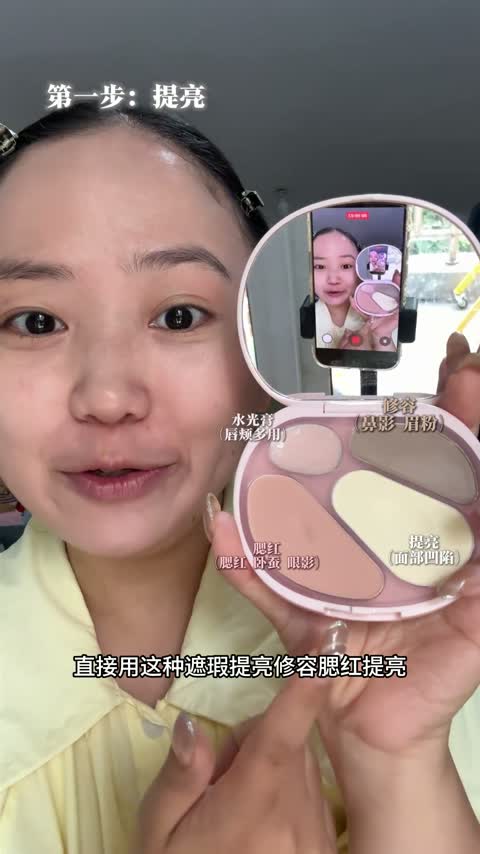 第一步：提亮
水光膏
（唇颊多用）
修容
（鼻影 眉粉）
腮红
（腮红 卧蚕 眼影）
提亮
（面部凹陷）
直接用这种遮瑕提亮修容腮红提亮